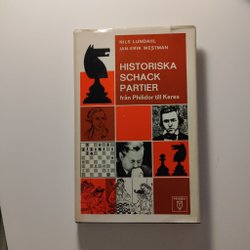 NILS LUNDAHL
JAN-ERIK WESTMAN
HISTORISKA
SCHACK
PARTIER
från Philidor till Keres